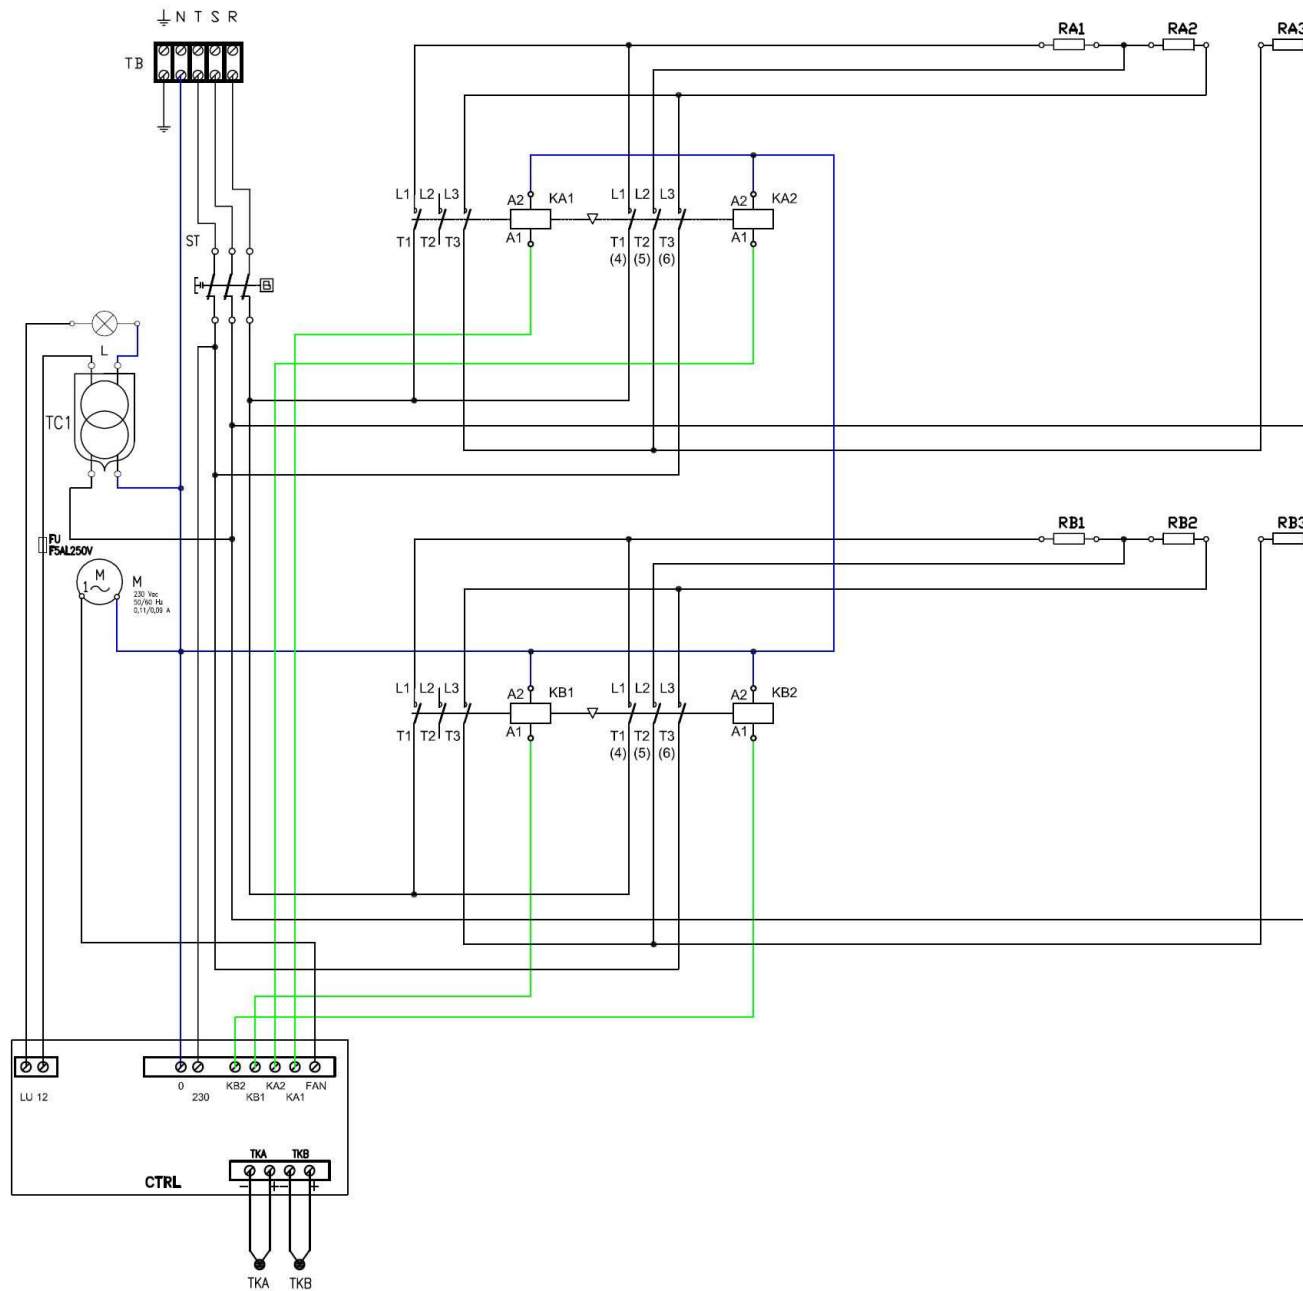 N T S R
TB
RA1 RA2 RA3
L1 L2 L3 A2 KA1 L1 L2 L3 A2 KA2
T1 T2 T3 A1 T1 T2 T3 A1
(4) (5) (6)
ST
B
L
TC1
RB1 RB2 RB3
FU
F5AL250V
M
1~
M
230 Vac
50/60 Hz
0,11/0,09 A
L1 L2 L3 A2 KB1 L1 L2 L3 A2 KB2
T1 T2 T3 A1 T1 T2 T3 A1
(4) (5) (6)
LU 12
0 230 KB2 KB1 KA2 KA1 FAN
TKA TKB
- + - +
CTRL
TKA TKB